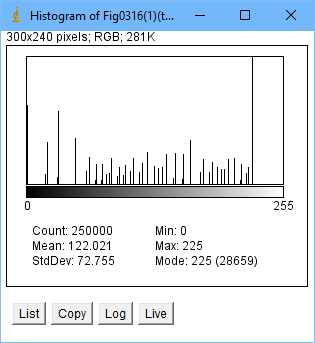 Histogram of Fig0316(1)(t...
300x240 pixels; RGB; 281K
0 255
Count: 250000 Min: 0
Mean: 122.021 Max: 225
StdDev: 72.755 Mode: 225 (28659)
List Copy Log Live